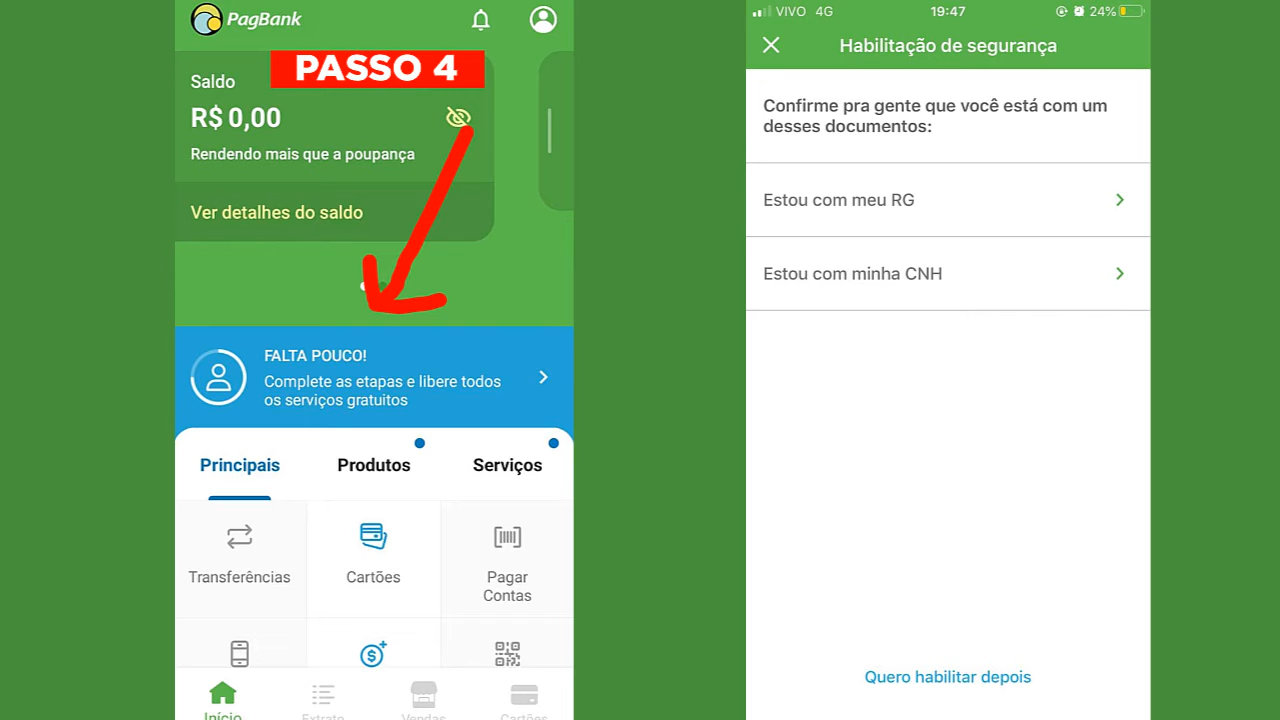 PagBank
PASSO 4
Saldo
R$ 0,00
Rendendo mais que a poupança
Ver detalhes do saldo
FALTA POUCO!
Complete as etapas e libere todos
os serviços gratuitos
Principais
Produtos
Serviços
Transferências
Cartões
Pagar
Contas
Início
Extrato
Vendas
Cartões
VIVO 4G
19:47
24%
Habilitação de segurança
Confirme pra gente que você está com um
desses documentos:
Estou com meu RG
Estou com minha CNH
Quero habilitar depois